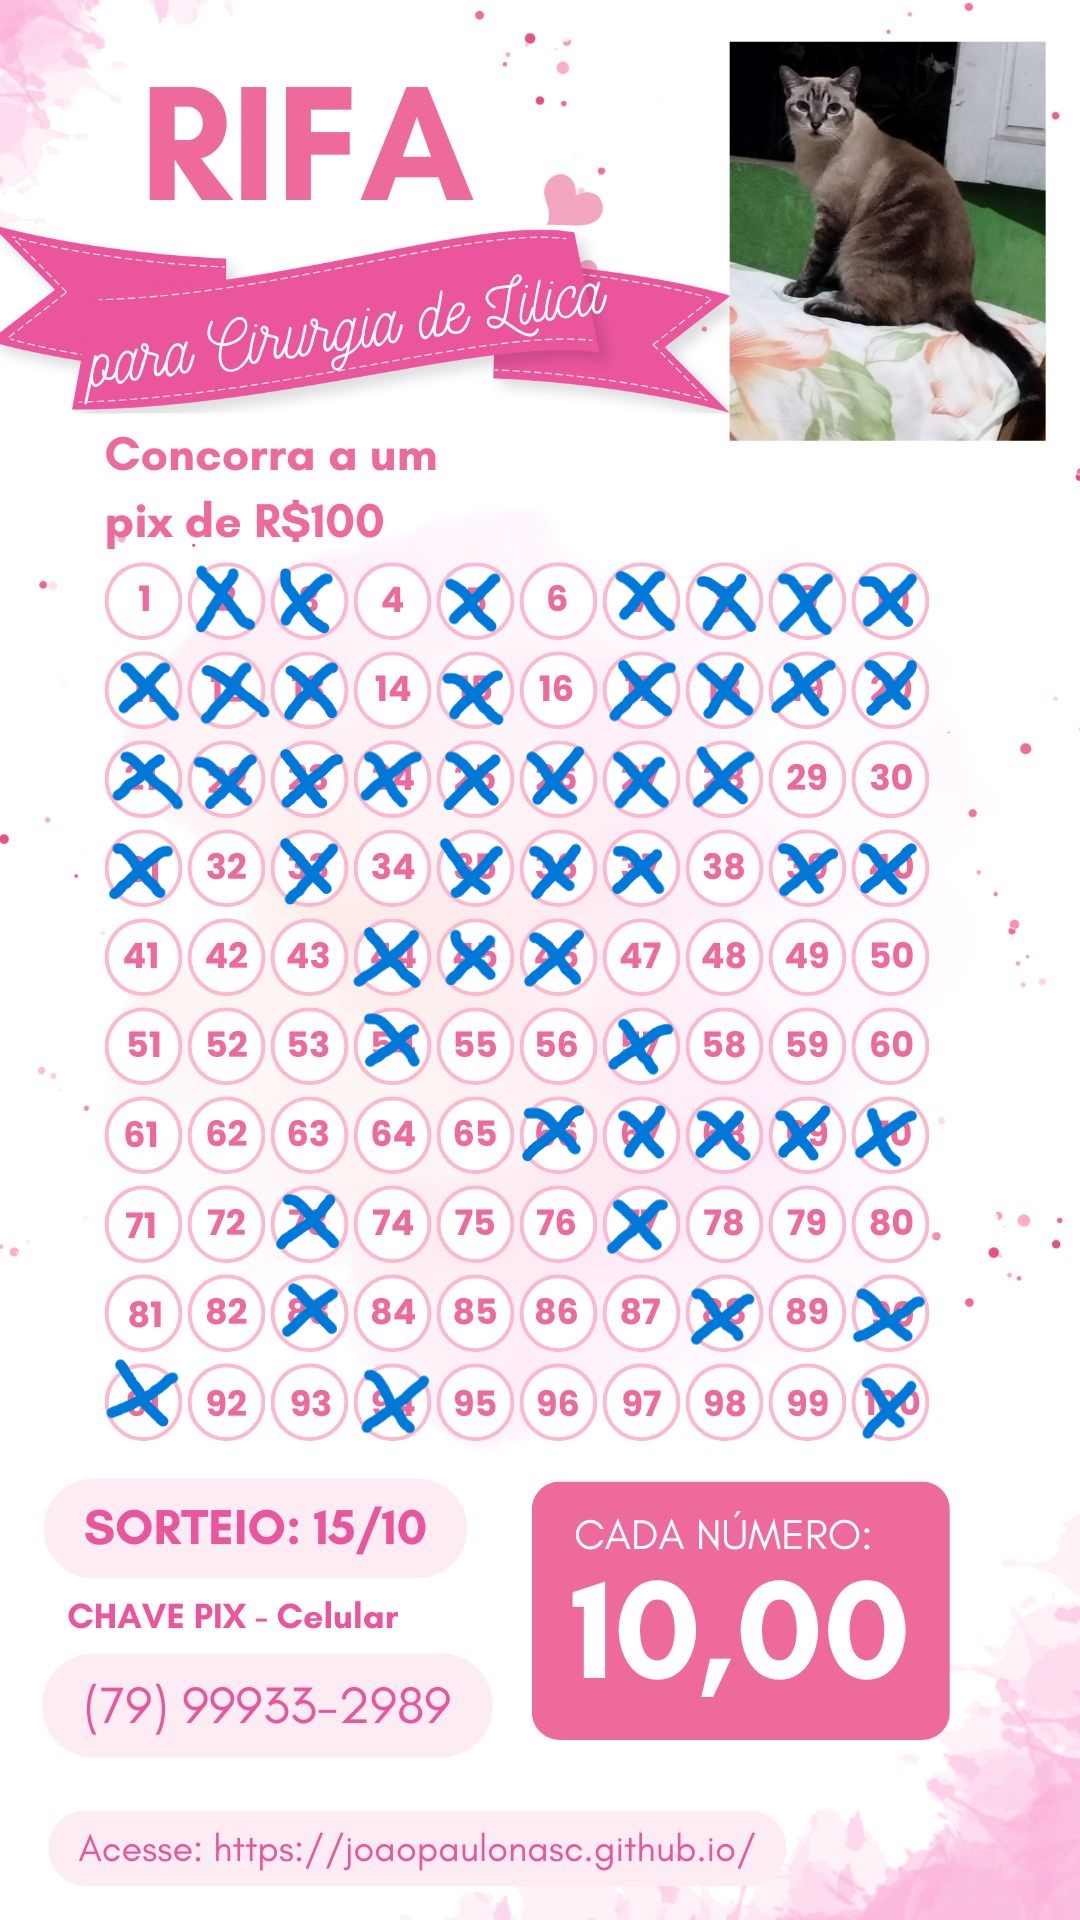 RIFA
para Cirurgia de Lilica
Concorra a um
pix de R$100
1 4 6
14 16
29 30
32 34 38
41 42 43 47 48 49 50
51 52 53 55 56 58 59 60
61 62 63 64 65
71 72 74 75 76 78 79 80
81 82 84 85 86 87 89
92 93 95 96 97 98 99
SORTEIO: 15/10
CADA NÚMERO:
10,00
CHAVE PIX - Celular
(79) 99933-2989
Acesse: https://joaopaulonasc.github.io/